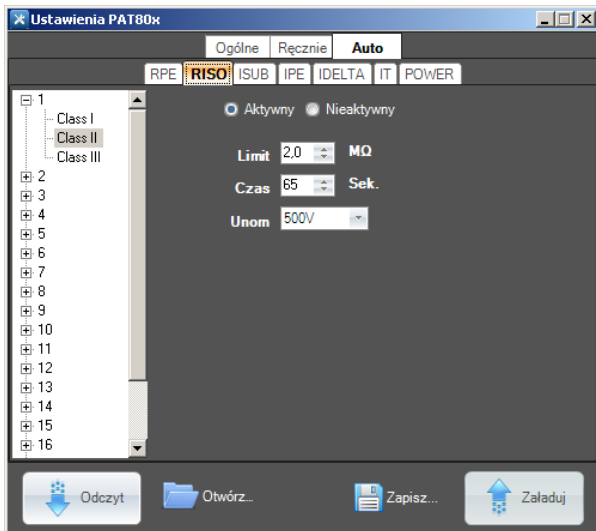 Ustawienia PAT80x
Ogólne Ręcznie Auto
RPE RISO ISUB IPE IDELTA IT POWER
1
Class I
Class II
Class III
2
3
4
5
6
7
8
9
10
11
12
13
14
15
16
Aktywny Nieaktywny
Limit 2,0 MΩ
Czas 65 Sek.
Unom 500V
Odczyt Otwórz... Zapisz... Załaduj